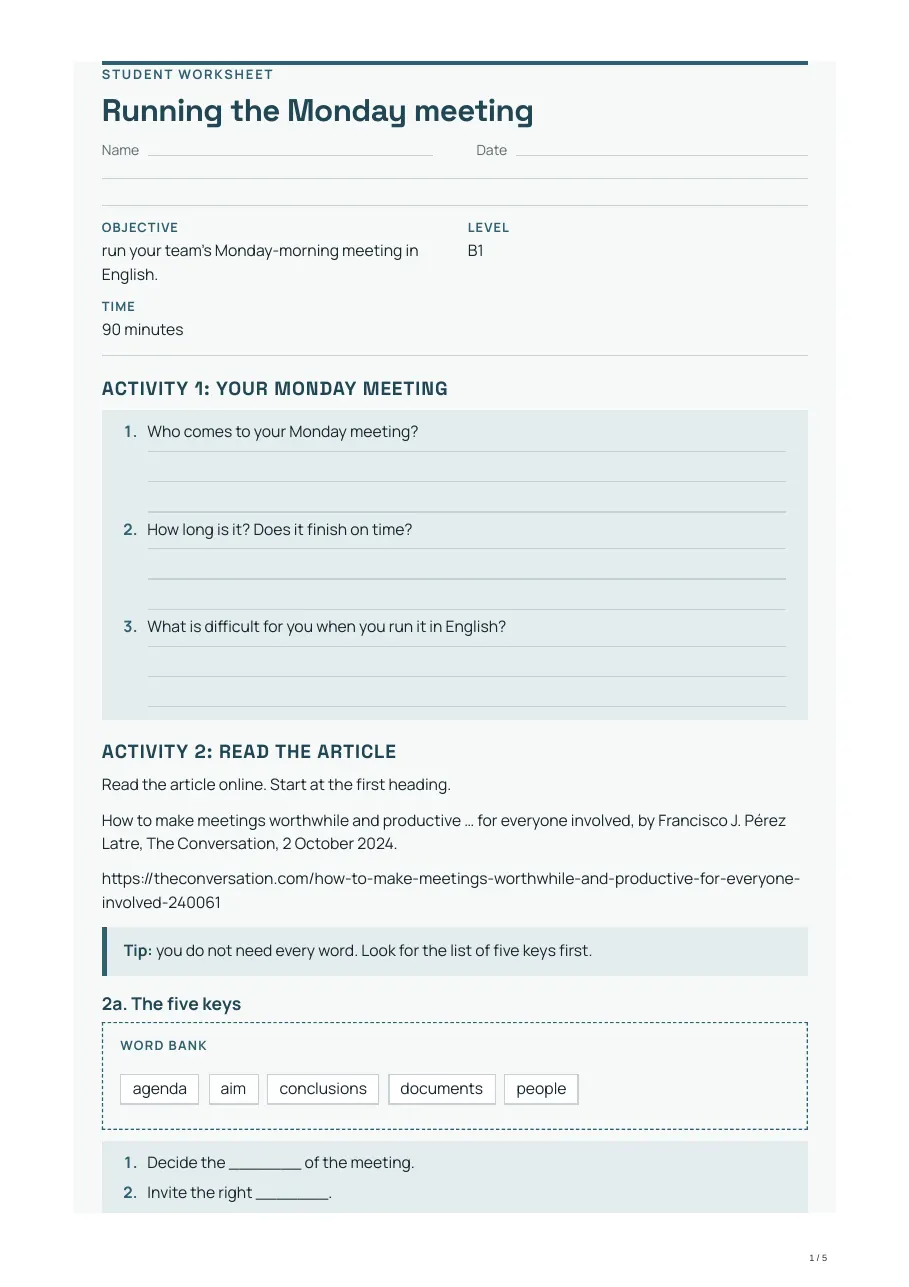 STUDENT WORKSHEET
Running the Monday meeting
Name
Date
OBJECTIVE
run your team's Monday-morning meeting in
English.
LEVEL
B1
TIME
90 minutes
ACTIVITY 1: YOUR MONDAY MEETING
1. Who comes to your Monday meeting?
2. How long is it? Does it finish on time?
3. What is difficult for you when you run it in English?
ACTIVITY 2: READ THE ARTICLE
Read the article online. Start at the first heading.
How to make meetings worthwhile and productive … for everyone involved, by Francisco J. Pérez
Latre, The Conversation, 2 October 2024.
https://theconversation.com/how-to-make-meetings-worthwhile-and-productive-for-everyone-
involved-240061
Tip: you do not need every word. Look for the list of five keys first.
2a. The five keys
WORD BANK
agenda aim conclusions documents people
1. Decide the ________ of the meeting.
2. Invite the right ________.
1 / 5